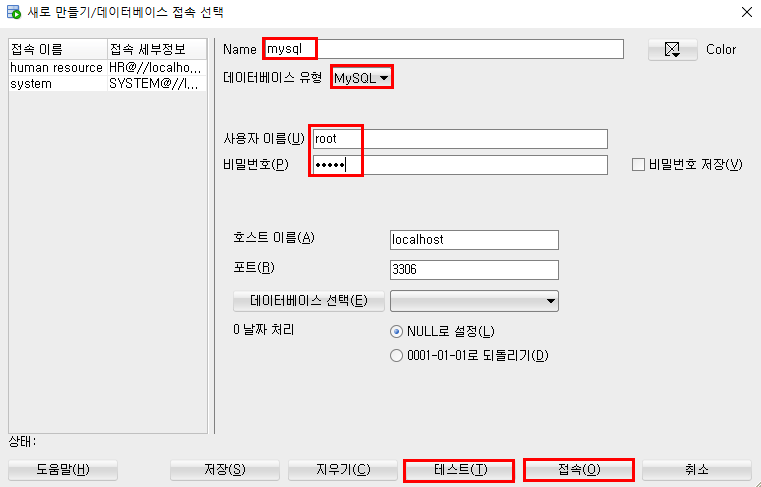 새로 만들기/데이터베이스 접속 선택
접속 이름 접속 세부정보
human resource HR@//localho,,,
system SYSTEM@//l,,,
Name mysql Color
데이터베이스 유형 MySQL
사용자 이름(U) root
비밀번호(P) ••••• 비밀번호 저장(V)
호스트 이름(A) localhost
포트(R) 3306
데이터베이스 선택(E)
0 날짜 처리 NULL로 설정(L)
0001-01-01로 되돌리기(D)
상태:
도움말(H) 저장(S) 지우기(C) 테스트(T) 접속(O) 취소